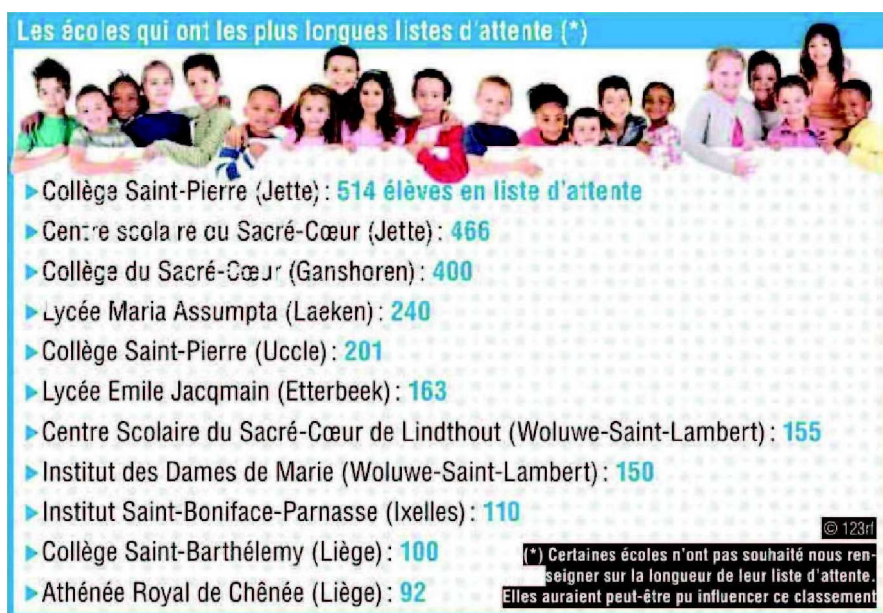 Les écoles qui ont les plus longues listes d'attente (*)
▶ Collège Saint-Pierre (Jette) : 514 élèves en liste d'attente
▶ Centre scolaire du Sacré-Cœur (Jette) : 466
▶ Collège du Sacré-Cœur (Ganshoren) : 400
▶ Lycée Maria Assumpta (Laeken) : 240
▶ Collège Saint-Pierre (Uccle) : 201
▶ Lycée Emile Jacqmain (Etterbeek) : 163
▶ Centre Scolaire du Sacré-Cœur de Lindthout (Woluwe-Saint-Lambert) : 155
▶ Institut des Dames de Marie (Woluwe-Saint-Lambert) : 150
▶ Institut Saint-Boniface-Parnasse (Ixelles) : 110
▶ Collège Saint-Barthélemy (Liège) : 100
▶ Athénée Royal de Chênée (Liège) : 92
© 123rf
(*) Certaines écoles n'ont pas souhaité nous ren-
seigner sur la longueur de leur liste d'attente.
Elles auraient peut-être pu influencer ce classement